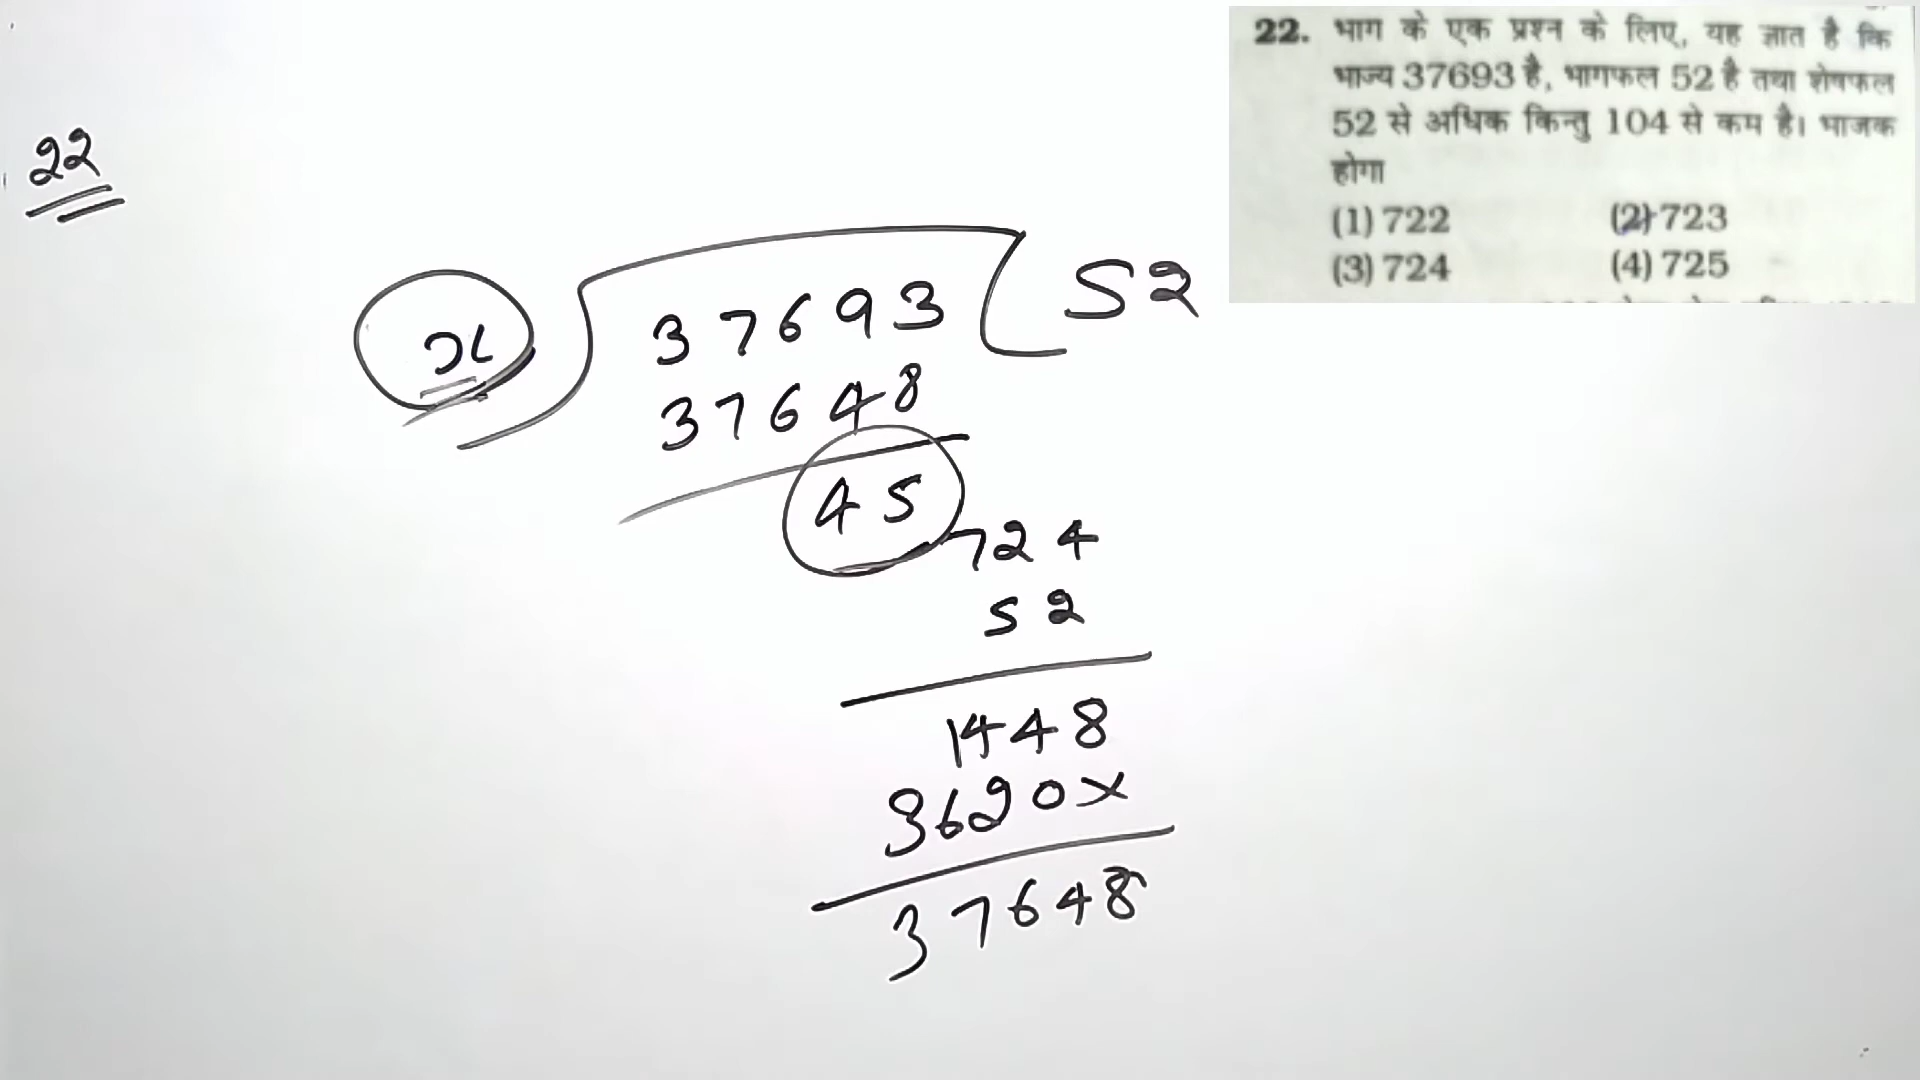 22. भाग के एक प्रश्न के लिए, यह ज्ञात है कि
भाज्य 37693 है, भागफल 52 है तथा शेषफल
52 से अधिक किन्तु 104 से कम है। भाजक
होगा
(1) 722 (2) 723
(3) 724 (4) 725
22
x 37693 52
37648
45
724
52
1448
3620x
37648